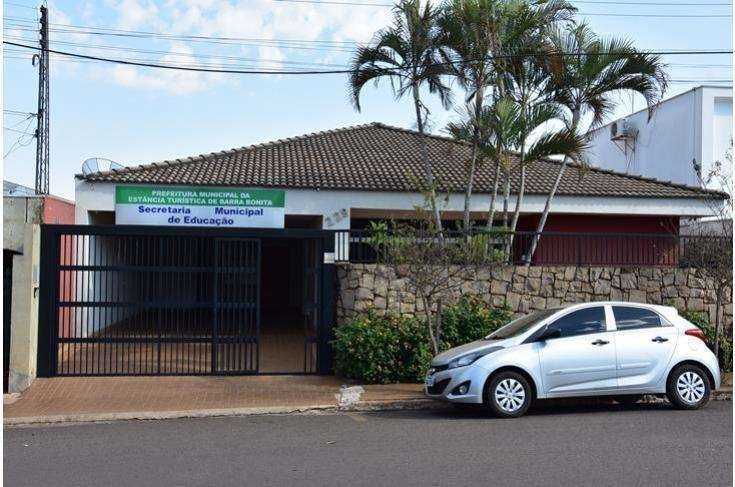 PREFEITURA MUNICIPAL DA
ESTÂNCIA TURÍSTICA DE BARRA BONITA
Secretaria Municipal
de Educação